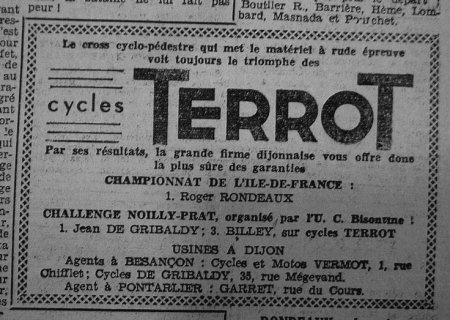 peur !
Boutlier R., Barrière, Hème, Lom-
bard, Masnada et
Le cross cyclo-pédestre qui met le matériel à rude épreuve
voit toujours le triomphe des
cycles TERROT
Par ses résultats, la grande firme dijonnaise vous offre donc
la plus sûre des garanties
CHAMPIONNAT DE L'ILE-DE-FRANCE :
1. Roger RONDEAUX
CHALLENGE NOILLY-PRAT, organisé par l'U. C. Bisontine :
1. Jean DE GRIBALDY ; 3. BILLEY, sur cycles TERROT
USINES A DIJON
Agents à BESANÇON : Cycles et Motos VERMOT, 1, rue
Chifflet ; Cycles DE GRIBALDY, 35, rue Mégevand.
Agent à PONTARLIER : GARRET, rue du Cours.